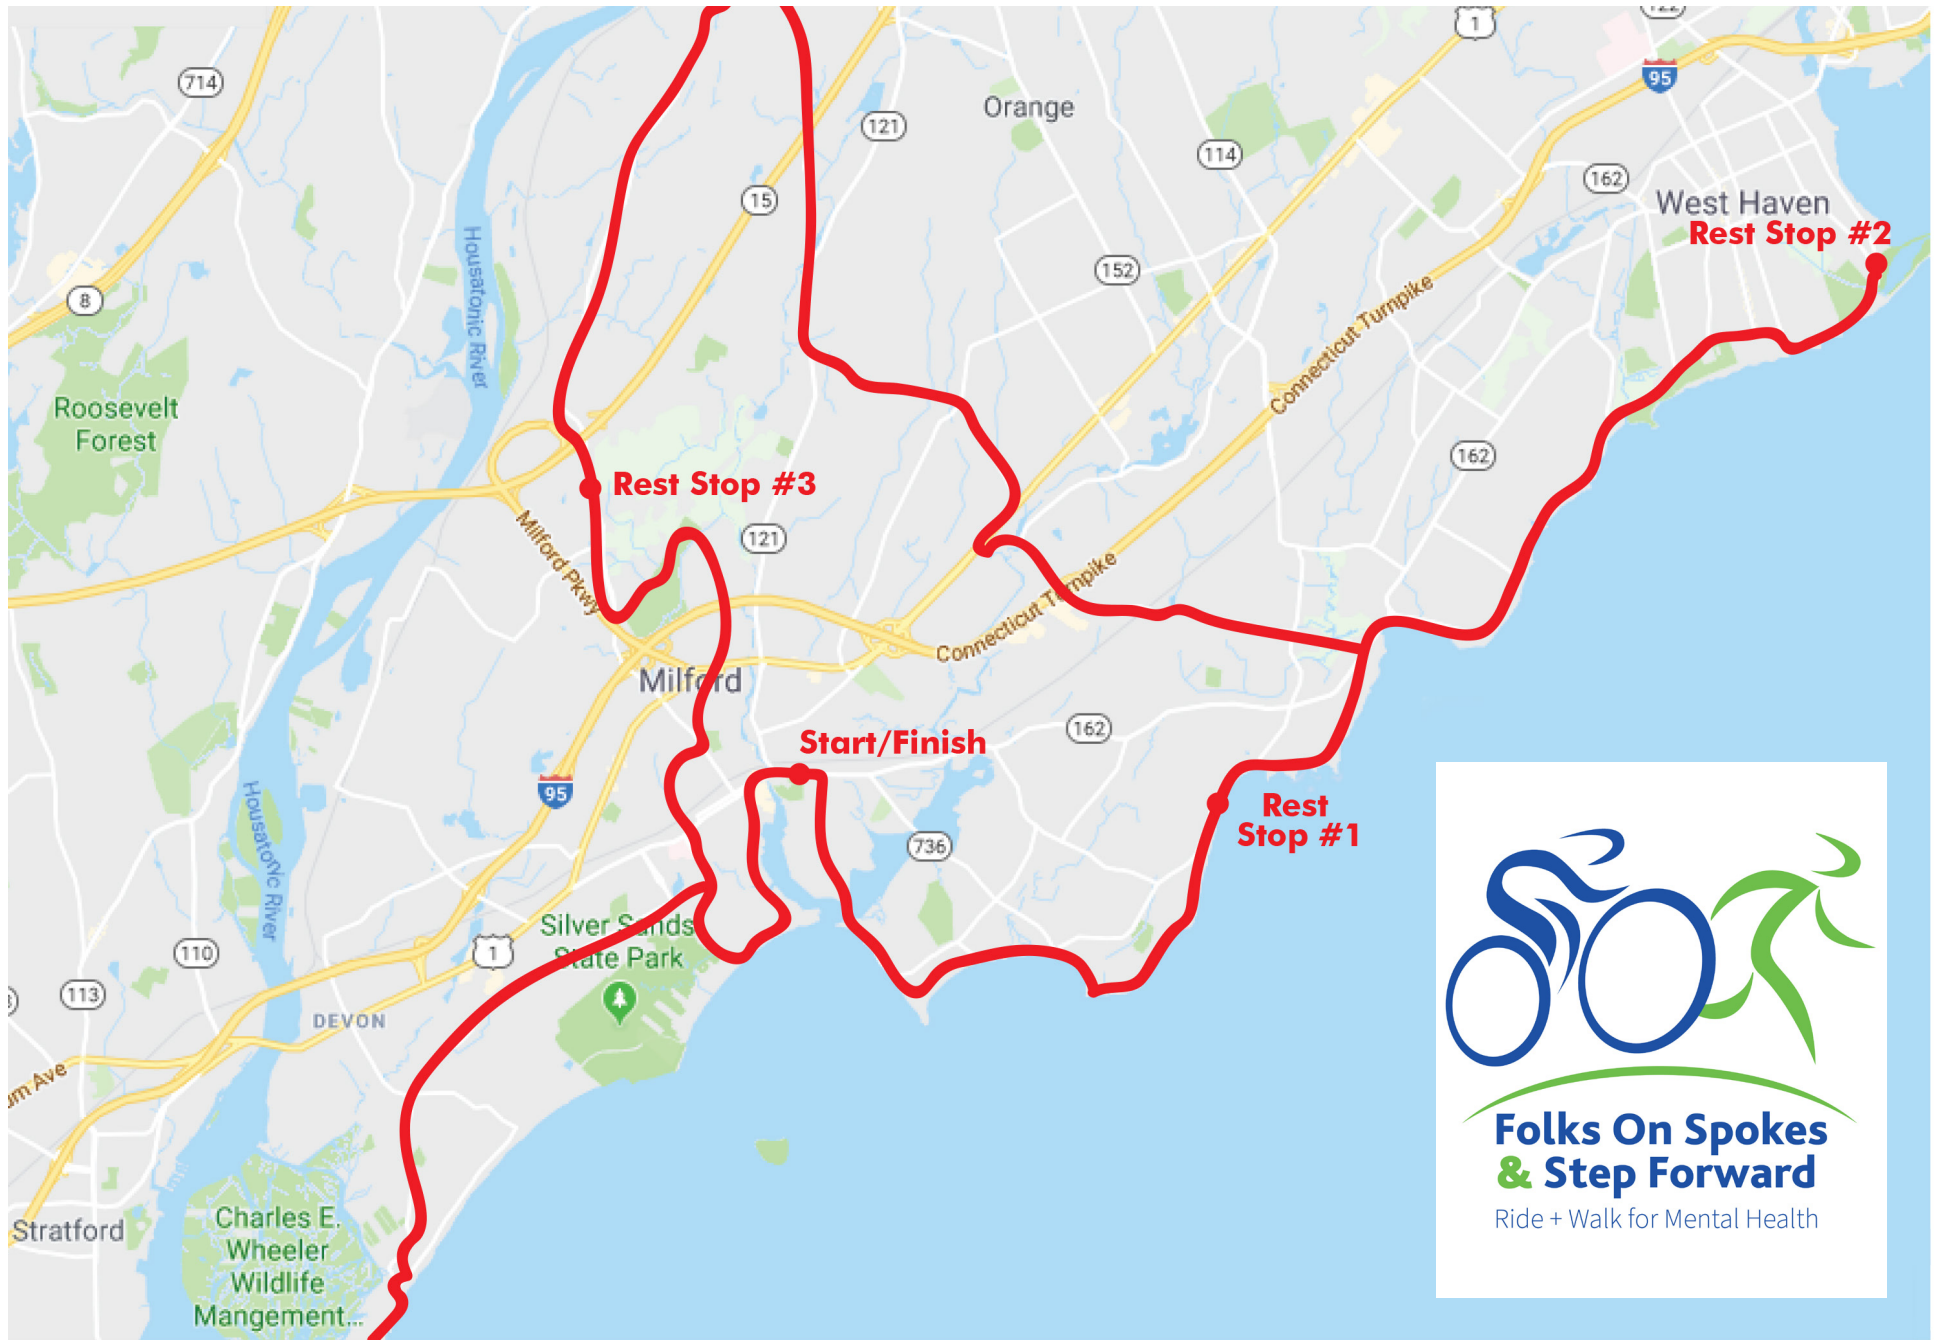 1
122
95
714
Orange
121
114
162
West Haven
Rest Stop #2
15
Housatonic River
152
8
Connecticut Turnpike
Roosevelt
Forest
162
Rest Stop #3
Milford Pkwy
121
Connecticut Turnpike
Milford
162
Start/Finish
95
Rest
Stop #1
Housatonic River
736
Silver Sands
State Park
110
1
113
DEVON
Ave
Stratford
Charles E.
Wheeler
Wildlife
Mangement...
Folks On Spokes
& Step Forward
Ride + Walk for Mental Health